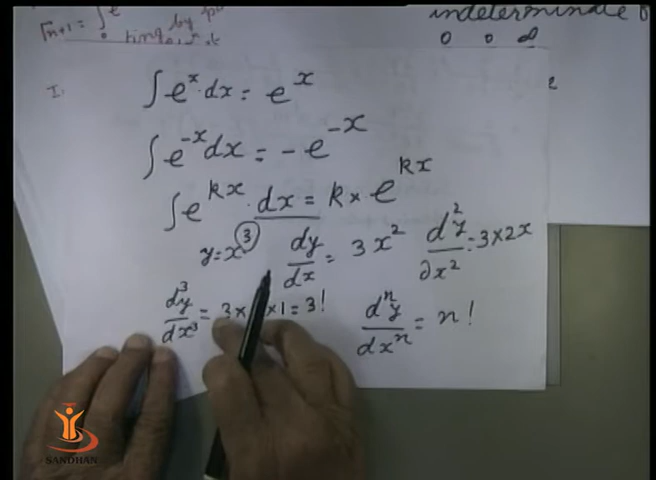 by
indeterminate
0 0 ∞
I.
∫ e^x . dx = e^x
2
∫ e^-x dx = - e^-x
∫ e^kx . dx = k × e^kx
y = x^3 dy/dx = 3x^2 d^2y/∂x^2 = 3×2x
d^3y/dx^3 = 3× ×1 = 3! d^ny/dx^n = n!
SANDHAN